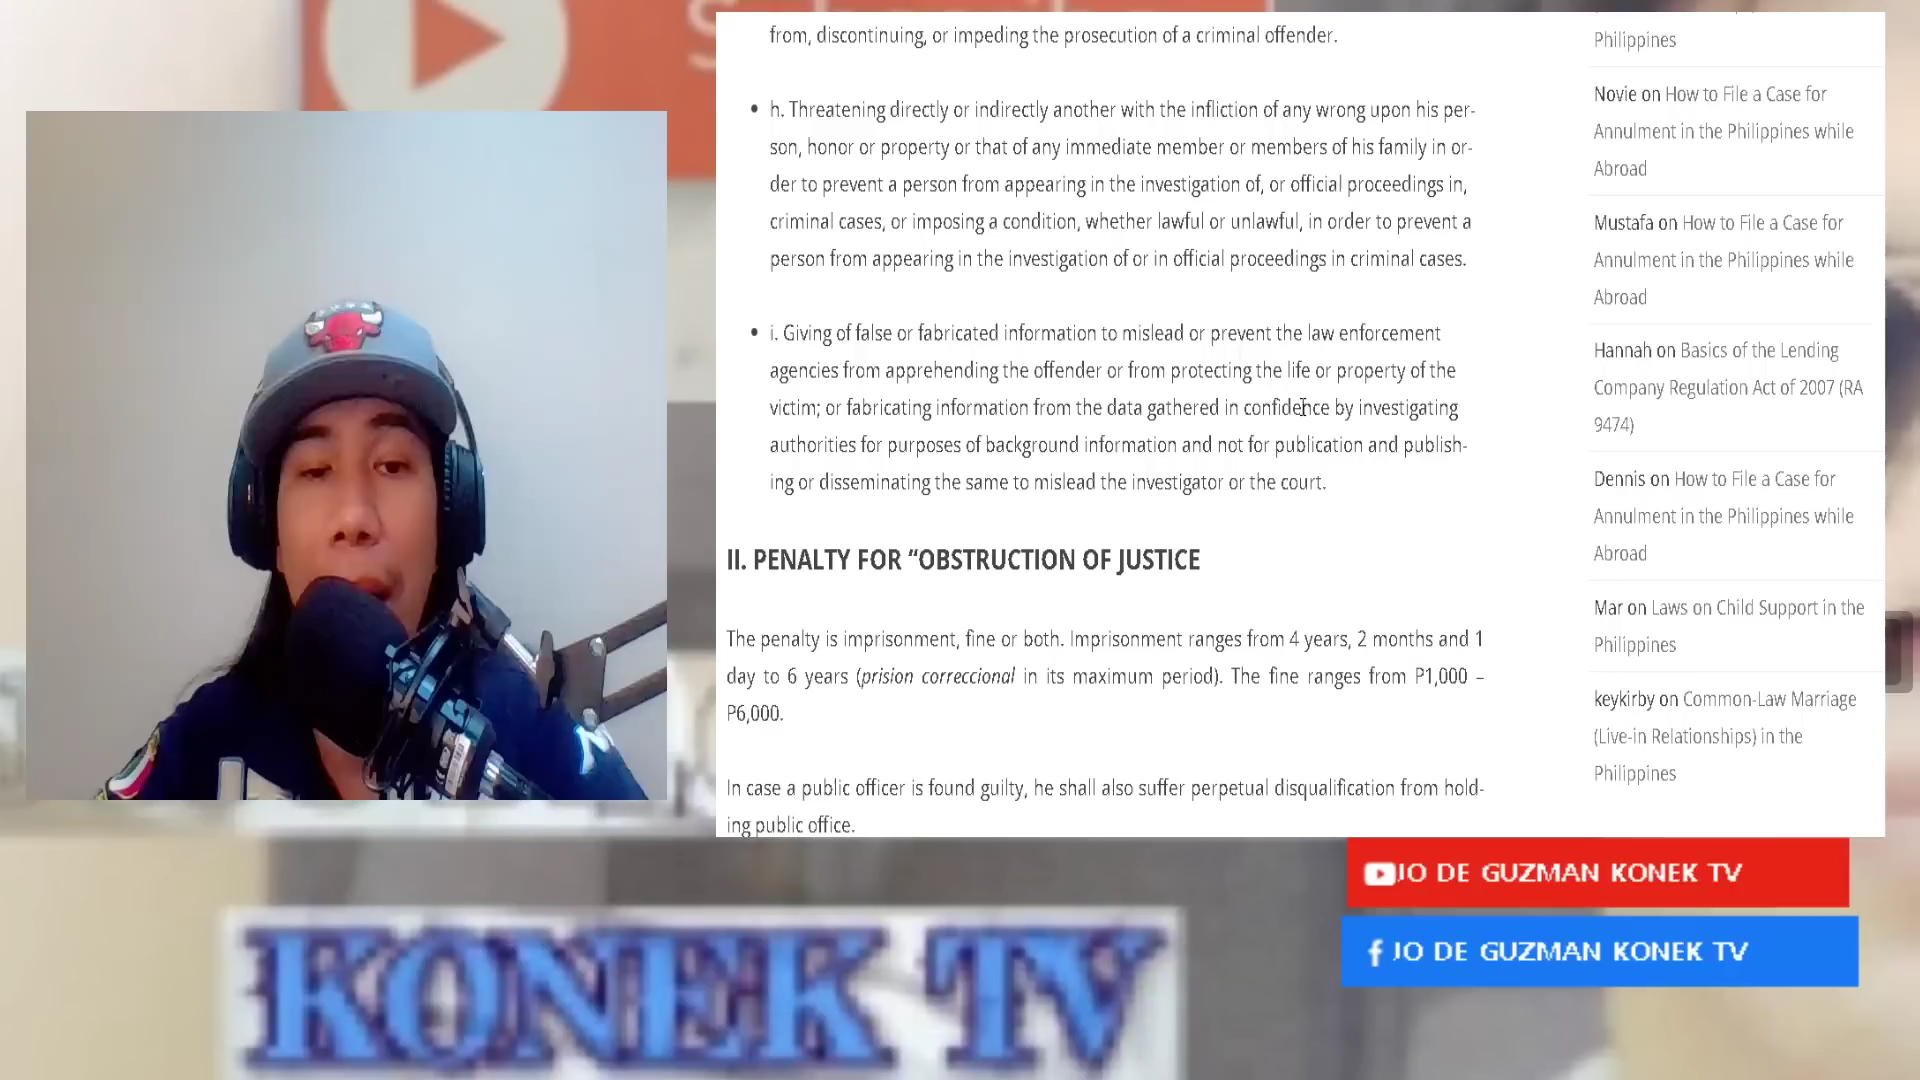 from, discontinuing, or impeding the prosecution of a criminal offender.
h. Threatening directly or indirectly another with the infliction of any wrong upon his per-
son, honor or property or that of any immediate member or members of his family in or-
der to prevent a person from appearing in the investigation of, or official proceedings in,
criminal cases, or imposing a condition, whether lawful or unlawful, in order to prevent a
person from appearing in the investigation of or in official proceedings in criminal cases.
i. Giving of false or fabricated information to mislead or prevent the law enforcement
agencies from apprehending the offender or from protecting the life or property of the
victim; or fabricating information from the data gathered in confidence by investigating
authorities for purposes of background information and not for publication and publish-
ing or disseminating the same to mislead the investigator or the court.
II. PENALTY FOR “OBSTRUCTION OF JUSTICE
The penalty is imprisonment, fine or both. Imprisonment ranges from 4 years, 2 months and 1
day to 6 years (prision correccional in its maximum period). The fine ranges from P1,000 –
P6,000.
In case a public officer is found guilty, he shall also suffer perpetual disqualification from hold-
ing public office.
Philippines
Novie on How to File a Case for
Annulment in the Philippines while
Abroad
Mustafa on How to File a Case for
Annulment in the Philippines while
Abroad
Hannah on Basics of the Lending
Company Regulation Act of 2007 (RA
9474)
Dennis on How to File a Case for
Annulment in the Philippines while
Abroad
Mar on Laws on Child Support in the
Philippines
keykirby on Common-Law Marriage
(Live-in Relationships) in the
Philippines
JO DE GUZMAN KONEK TV
JO DE GUZMAN KONEK TV
KONEK TV